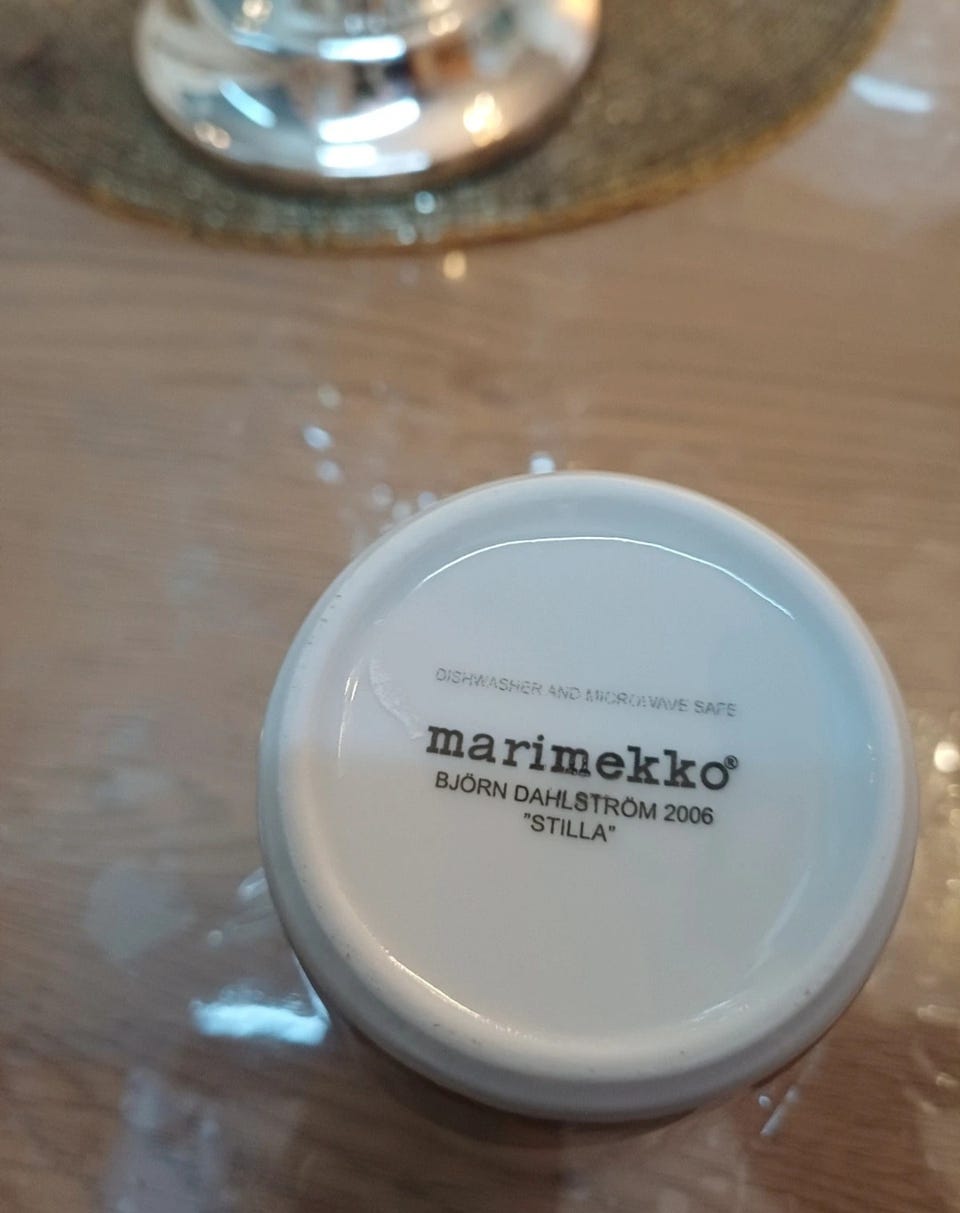 DISHWASHER AND MICROWAVE SAFE
marimekko®
BJÖRN DAHLSTRÖM 2006
"STILLA"